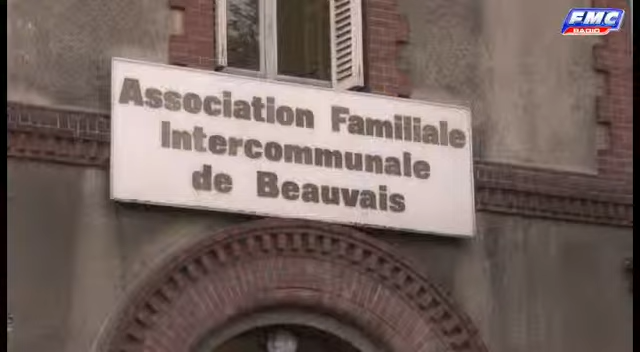 FMC
RADIO
Association Familiale
Intercommunale
de Beauvais